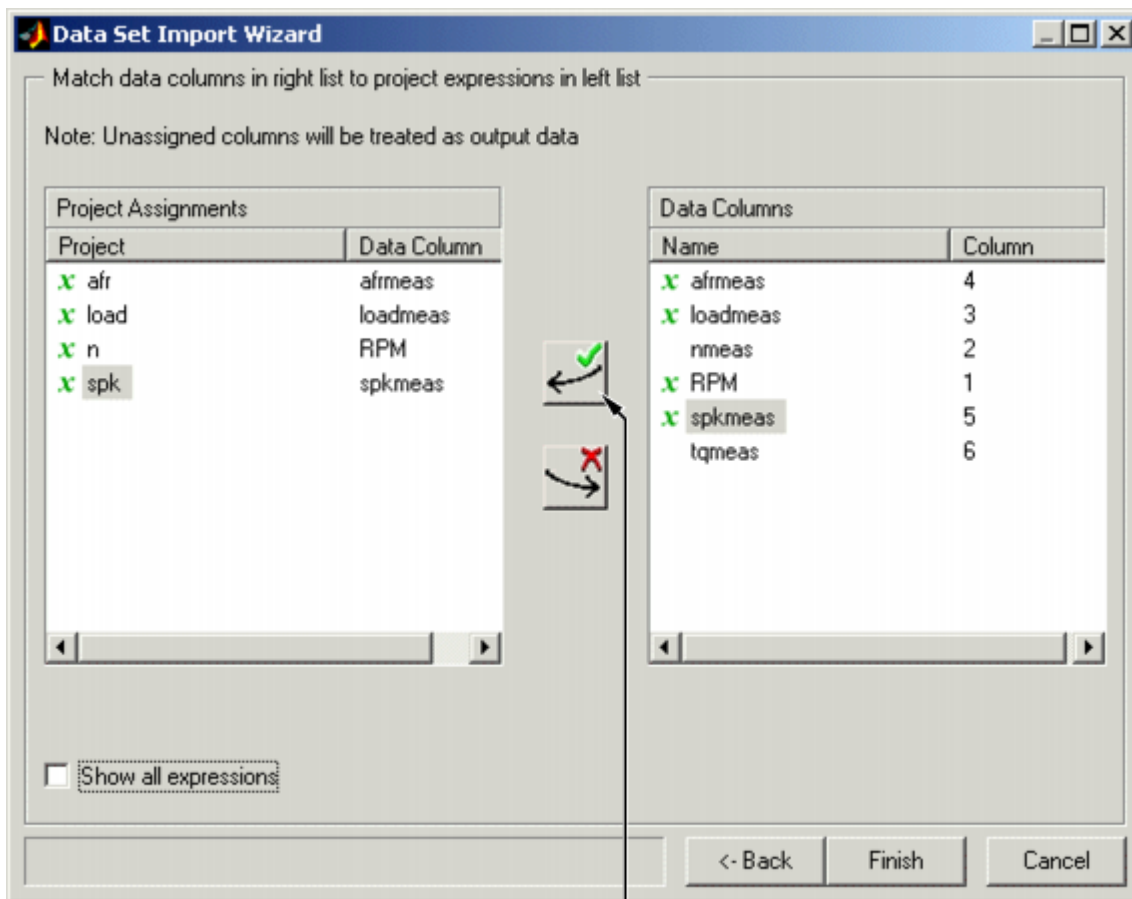 Data Set Import Wizard
Match data columns in right list to project expressions in left list
Note: Unassigned columns will be treated as output data
Project Assignments
Project Data Column
x afr afrmeas
x load loadmeas
x n RPM
x spk spkmeas
Data Columns
Name Column
x afrmeas 4
x loadmeas 3
nmeas 2
x RPM 1
x spkmeas 5
tqmeas 6
Show all expressions
<- Back Finish Cancel